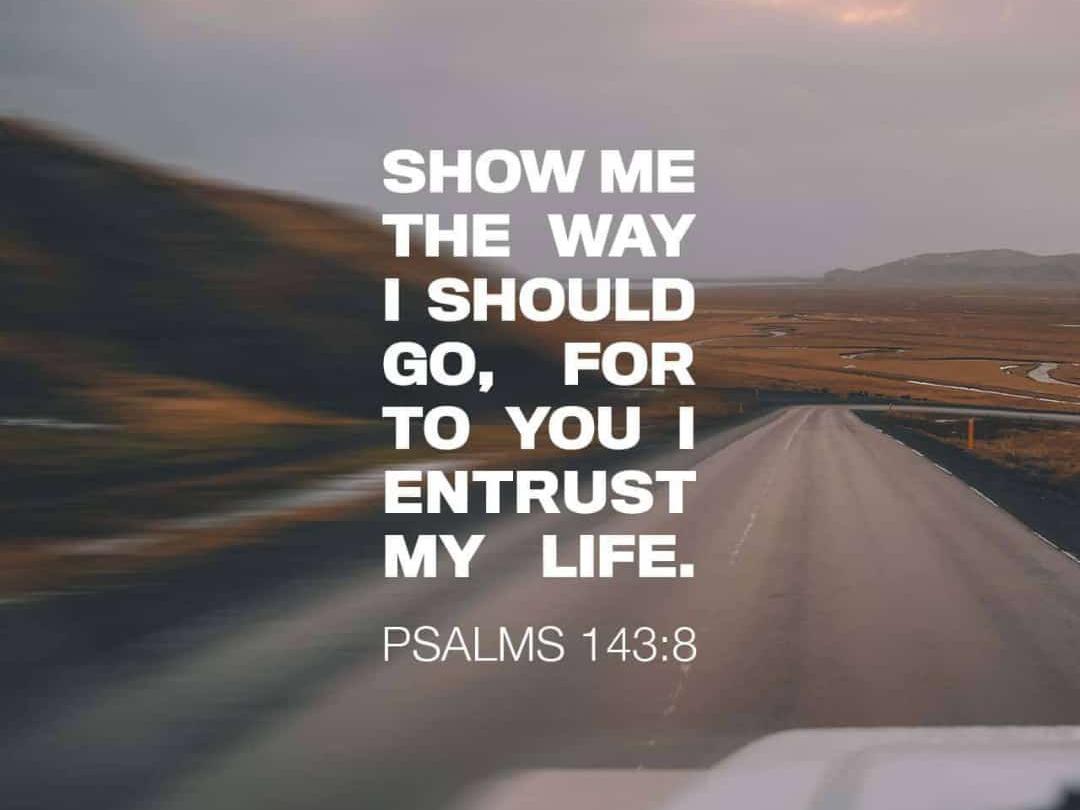 SHOW ME
THE WAY
I SHOULD
GO, FOR
TO YOU I
ENTRUST
MY LIFE.
PSALMS 143:8